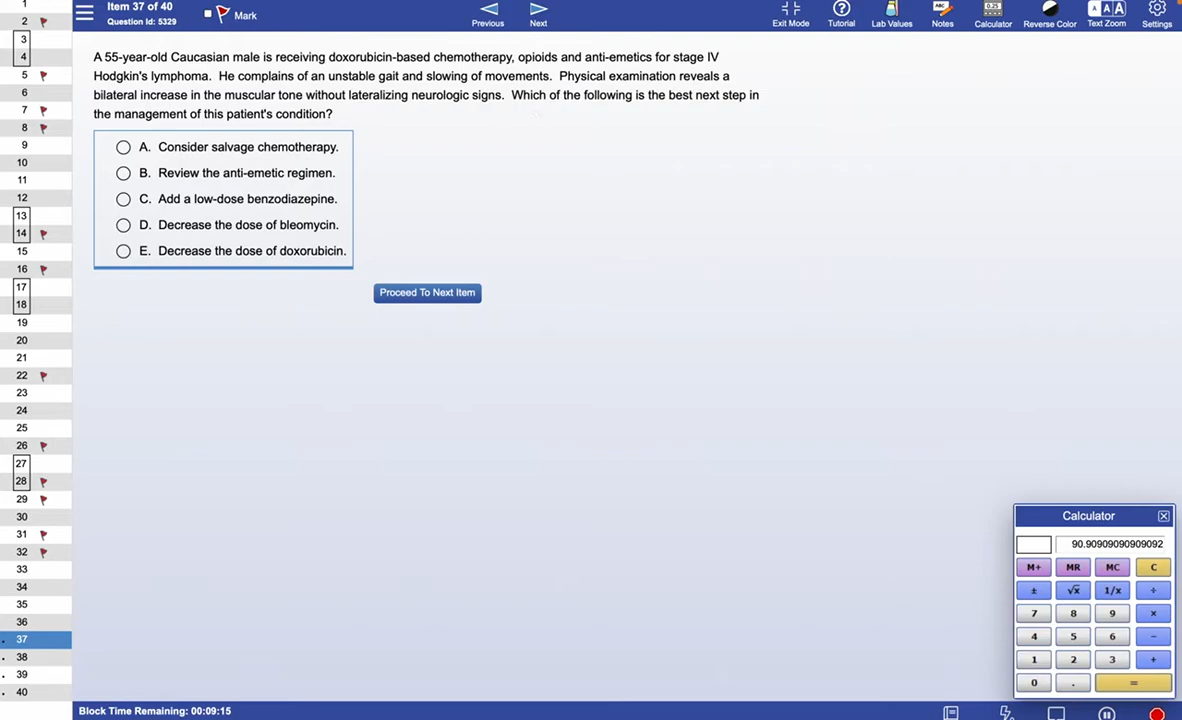 Item 37 of 40
Question Id: 5329
Mark
Previous
Next
Exit Mode
Tutorial
Lab Values
Notes
Calculator
Reverse Color
Text Zoom
Settings
1
2
3
4
5
6
7
8
9
10
11
12
13
14
15
16
17
18
19
20
21
22
23
24
25
26
27
28
29
30
31
32
33
34
35
36
37
38
39
40
A 55-year-old Caucasian male is receiving doxorubicin-based chemotherapy, opioids and anti-emetics for stage IV
Hodgkin's lymphoma. He complains of an unstable gait and slowing of movements. Physical examination reveals a
bilateral increase in the muscular tone without lateralizing neurologic signs. Which of the following is the best next step in
the management of this patient's condition?
A. Consider salvage chemotherapy.
B. Review the anti-emetic regimen.
C. Add a low-dose benzodiazepine.
D. Decrease the dose of bleomycin.
E. Decrease the dose of doxorubicin.
Proceed To Next Item
Calculator
90.90909090909092
M+ MR MC C
± √x 1/x ÷
7 8 9 ×
4 5 6 −
1 2 3 +
0 . =
Block Time Remaining: 00:09:15